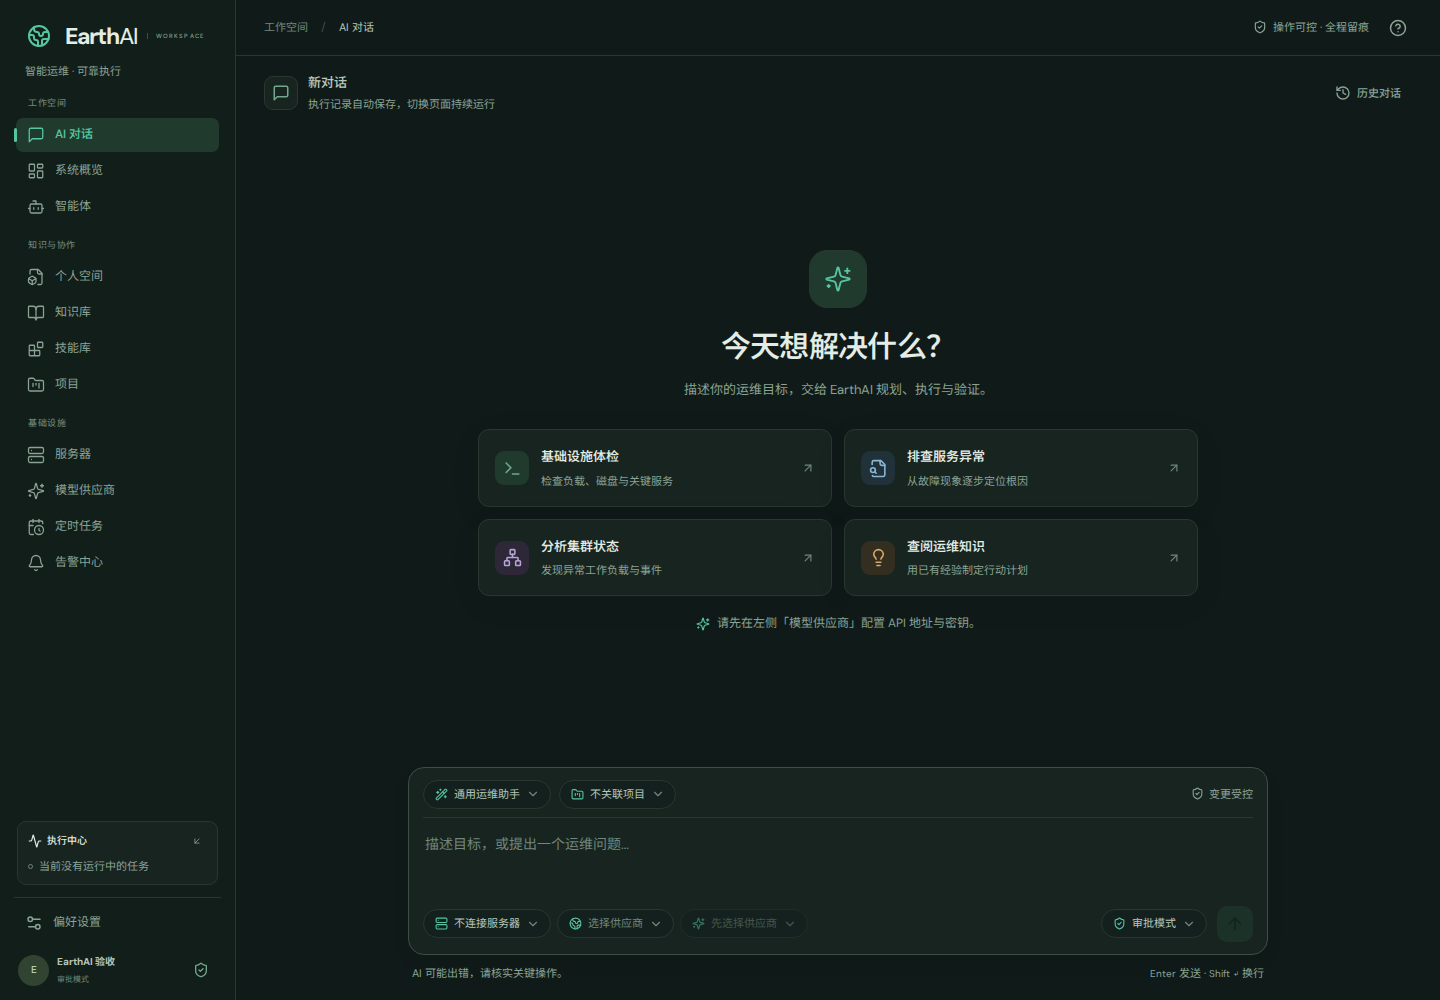 EarthAI WORKSPACE
智能运维 · 可靠执行
工作空间
AI 对话
系统概览
智能体
知识与协作
个人空间
知识库
技能库
项目
基础设施
服务器
模型供应商
定时任务
告警中心
执行中心
当前没有运行中的任务
偏好设置
E
EarthAI 验收
审批模式
工作空间 / AI 对话
操作可控 · 全程留痕
新对话
执行记录自动保存，切换页面持续运行
历史对话
今天想解决什么？
描述你的运维目标，交给 EarthAI 规划、执行与验证。
基础设施体检
检查负载、磁盘与关键服务
排查服务异常
从故障现象逐步定位根因
分析集群状态
发现异常工作负载与事件
查阅运维知识
用已有经验制定行动计划
请先在左侧「模型供应商」配置 API 地址与密钥。
通用运维助手
不关联项目
变更受控
描述目标，或提出一个运维问题...
不连接服务器
选择供应商
先选择供应商
审批模式
AI 可能出错，请核实关键操作。
Enter 发送 · Shift ↵ 换行